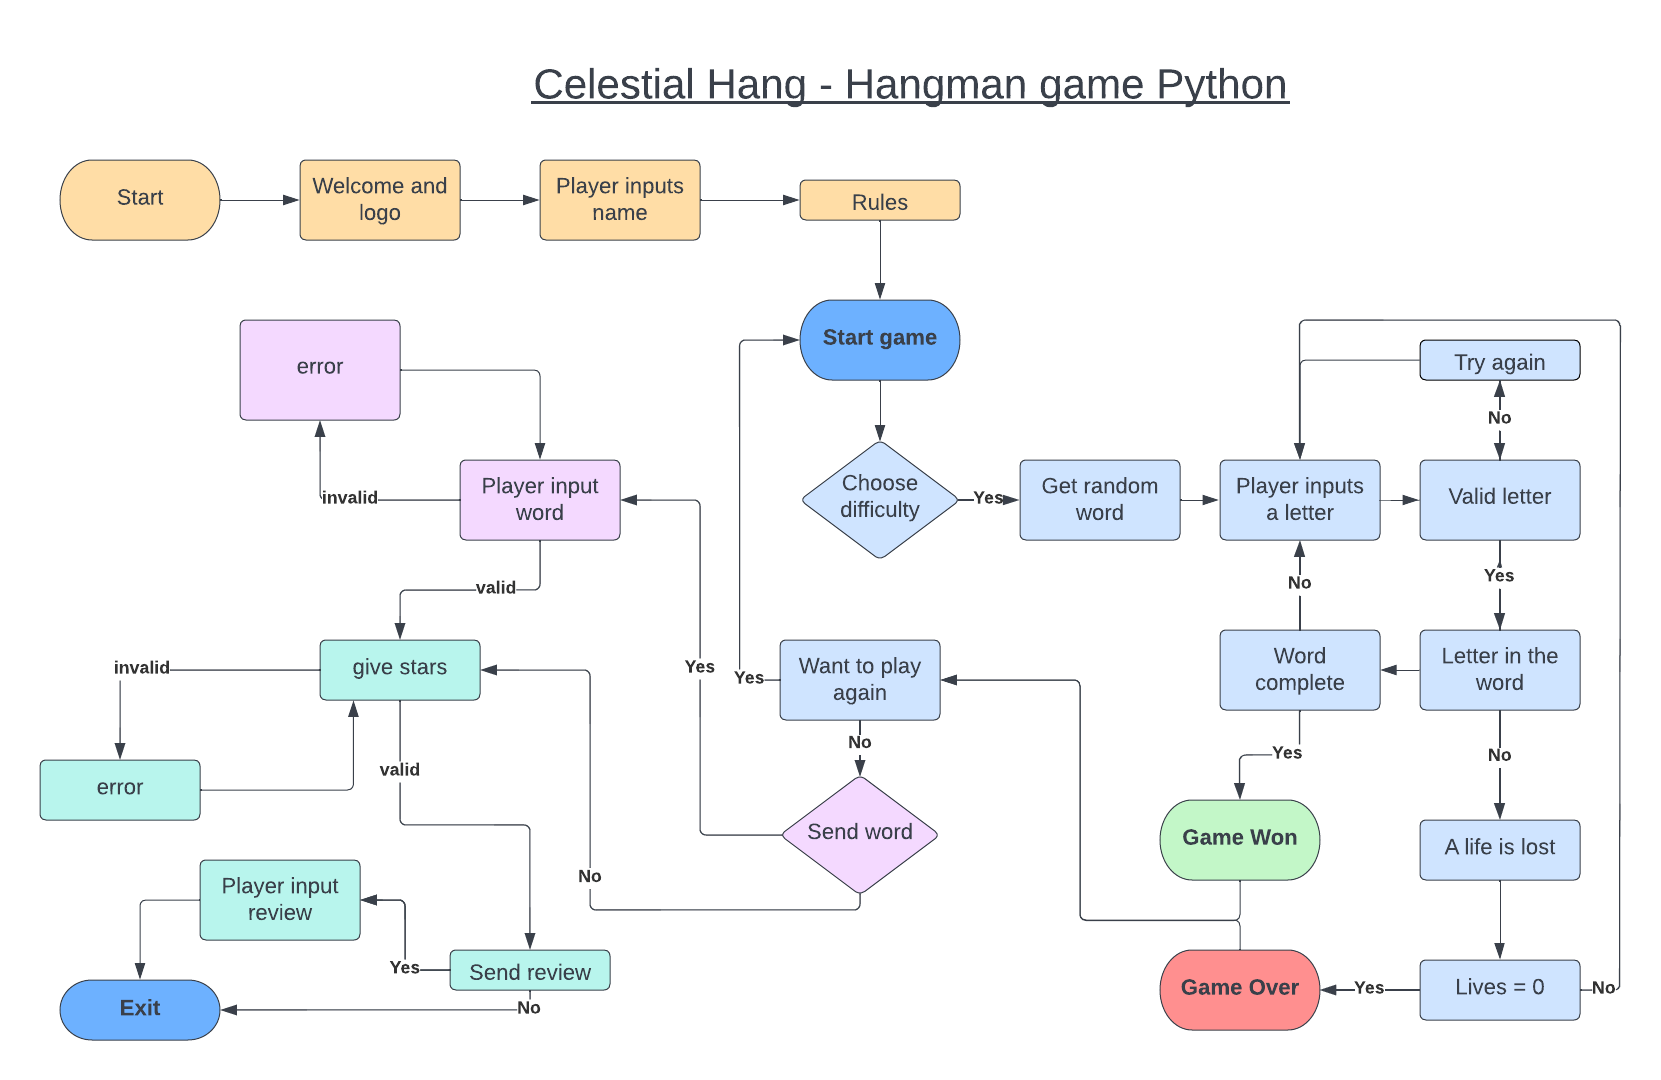 Celestial Hang - Hangman game Python
Start
Welcome and
logo
Player inputs
name
Rules
error
Start game
Try again
No
Player input
word
invalid
Choose
difficulty
Yes
Get random
word
Player inputs
a letter
Valid letter
valid
No
Yes
give stars
invalid
Yes
Yes
Want to play
again
Word
complete
Letter in the
word
No
Yes
No
valid
error
Send word
Game Won
A life is lost
No
Player input
review
Yes
Send review
No
Exit
Game Over
Yes
Lives = 0
No